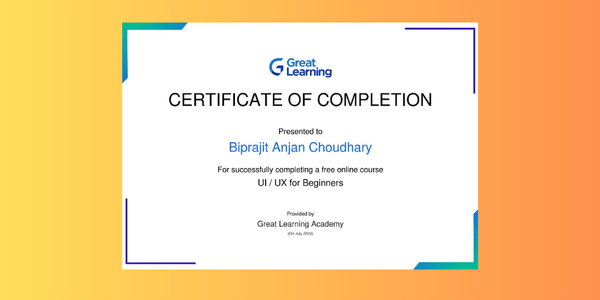 Great
Learning
CERTIFICATE OF COMPLETION
Presented to
Biprajit Anjan Choudhary
For successfully completing a free online course
UI / UX for Beginners
Provided by
Great Learning Academy
(On July 2024)